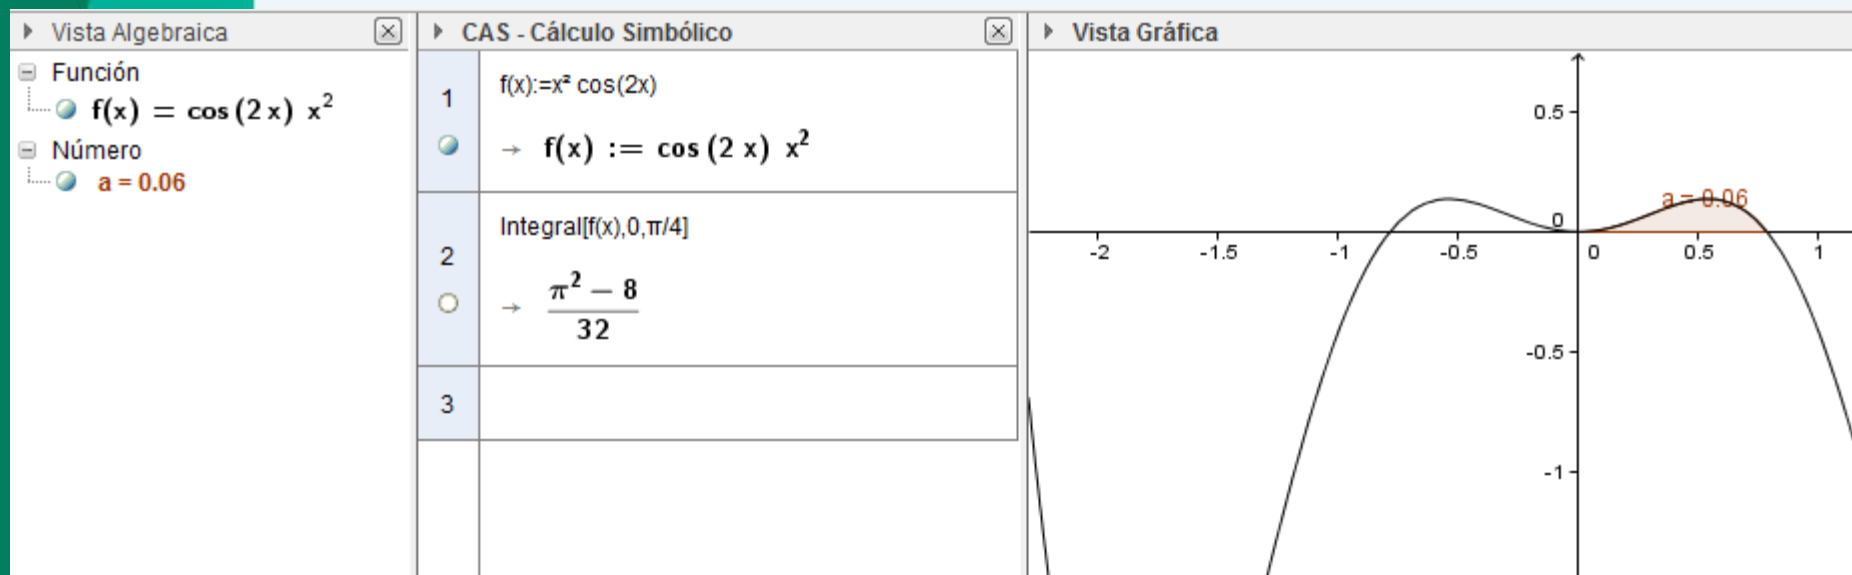 Vista Algebraica
Función
f(x) = cos (2 x) x²
Número
a = 0.06
CAS - Cálculo Simbólico
1
f(x):=x² cos(2x)
→ f(x) := cos (2 x) x²
2
Integral[f(x),0,π/4]
→ π² − 8
32
3
Vista Gráfica
0.5
a = 0.06
0
-2 -1.5 -1 -0.5 0 0.5 1
-0.5
-1